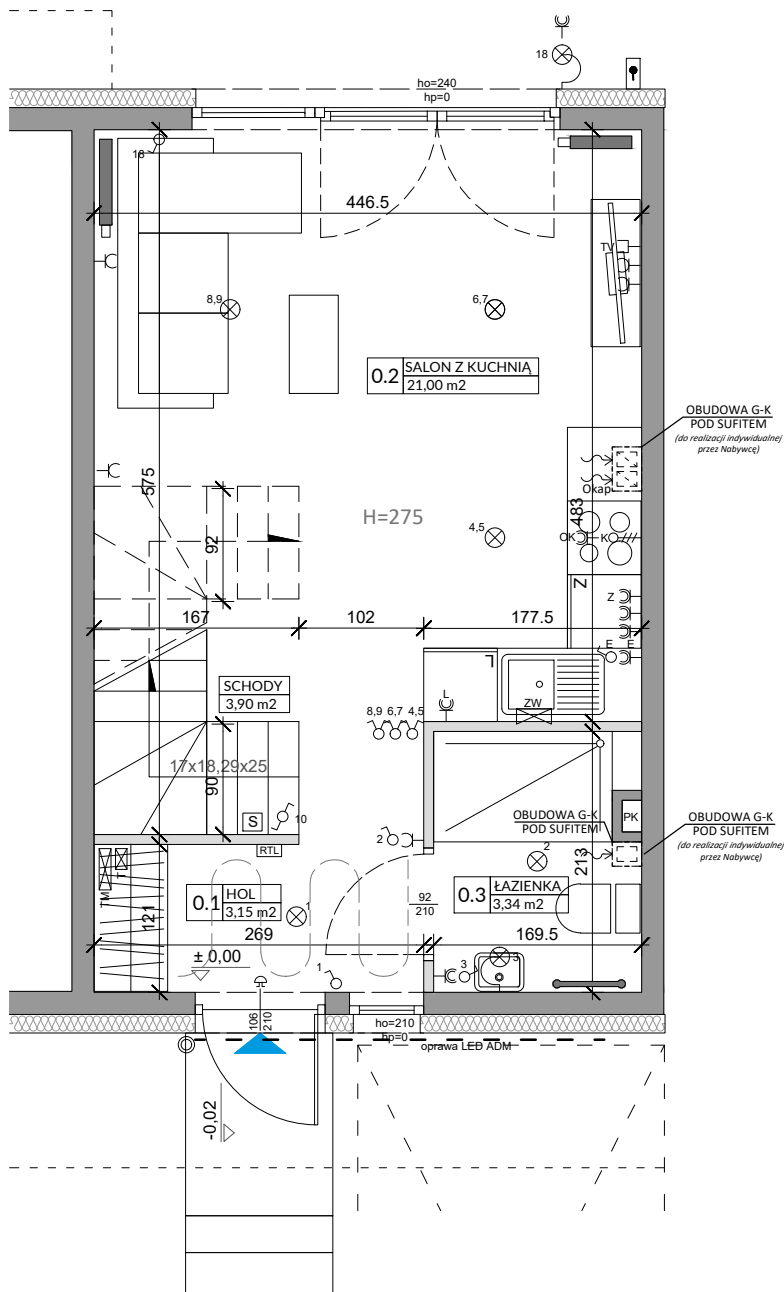 18
ho=240
hp=0
18
446.5
TV
8,9
6,7
0.2
SALON Z KUCHNIĄ
21,00 m2
OBUDOWA G-K
POD SUFITEM
(do realizacji indywidualnej
przez Nabywcę)
575
Okap
H=275
483
92
4,5
OK
K
Z
Z
167
102
177.5
E
E
SCHODY
3,90 m2
L
ZW
8,9
6,7
4,5
17x18,29x25
90
S
10
PK
OBUDOWA G-K
POD SUFITEM
OBUDOWA G-K
POD SUFITEM
(do realizacji indywidualnej
przez Nabywcę)
2
RTL
2
213
TM
T
0.1
HOL
3,15 m2
1
92
210
0.3
ŁAZIENKA
3,34 m2
121
269
169.5
± 0,00
1
3
3
106
210
ho=210
hp=0
oprawa LED ADM
-0,02